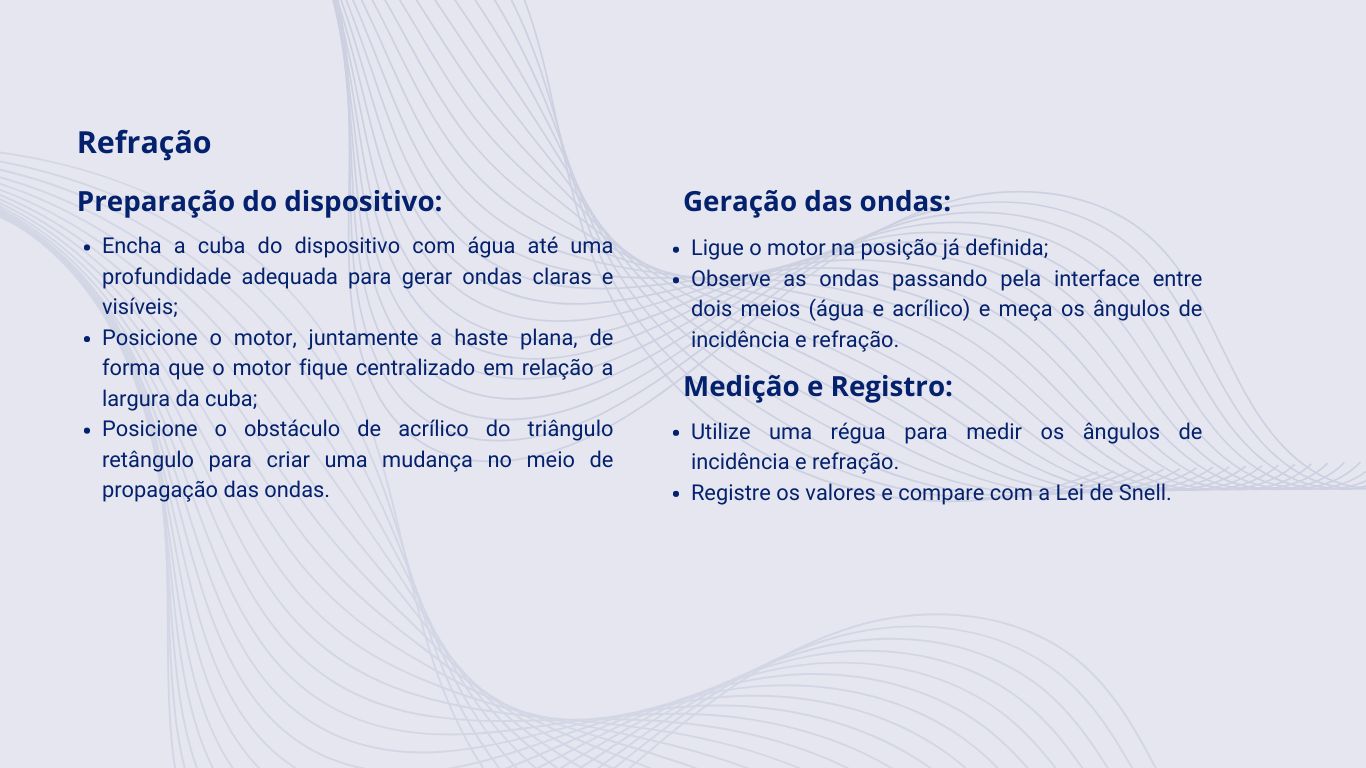 Refração
Preparação do dispositivo:
• Encha a cuba do dispositivo com água até uma
profundidade adequada para gerar ondas claras e
visíveis;
• Posicione o motor, juntamente a haste plana, de
forma que o motor fique centralizado em relação a
largura da cuba;
• Posicione o obstáculo de acrílico do triângulo
retângulo para criar uma mudança no meio de
propagação das ondas.
Geração das ondas:
• Ligue o motor na posição já definida;
• Observe as ondas passando pela interface entre
dois meios (água e acrílico) e meça os ângulos de
incidência e refração.
Medição e Registro:
• Utilize uma régua para medir os ângulos de
incidência e refração.
• Registre os valores e compare com a Lei de Snell.